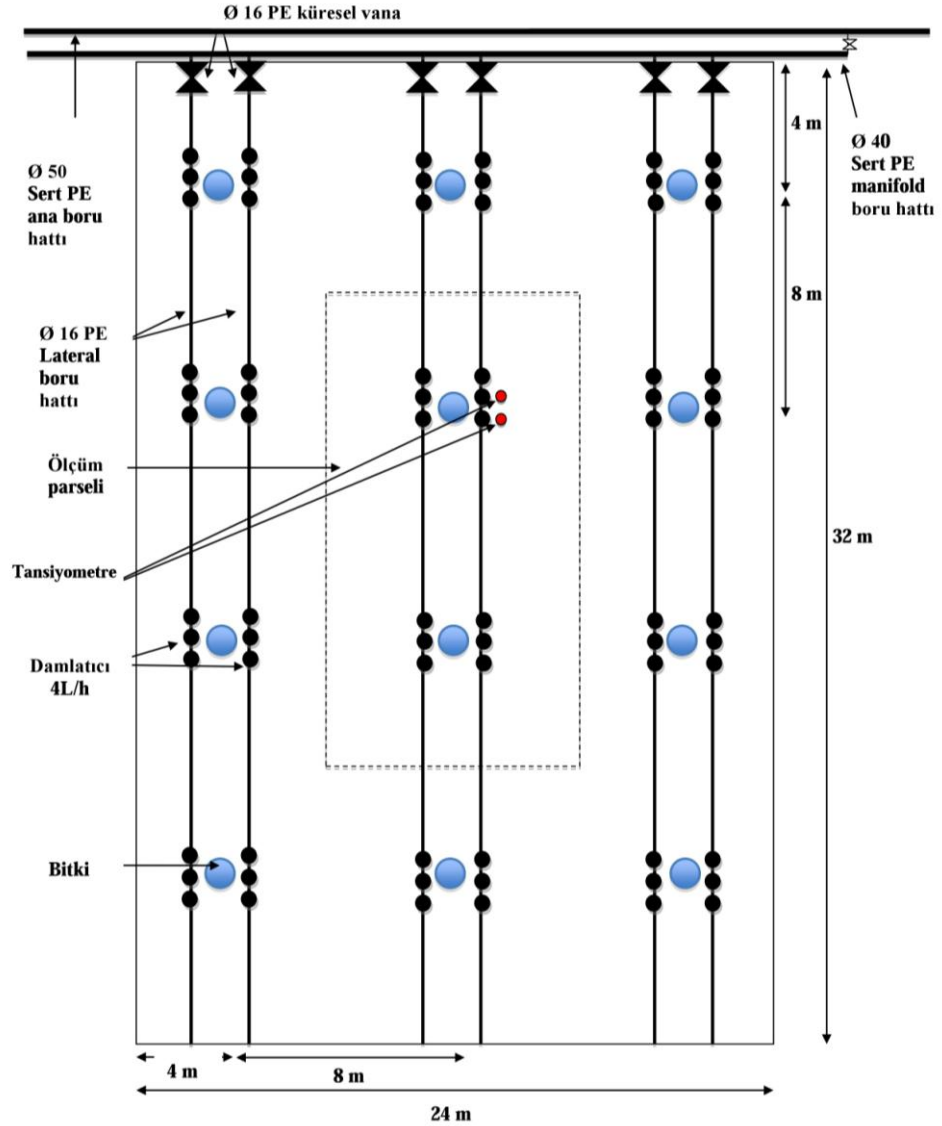 Ø 16 PE küresel vana
4 m
Ø 50
Sert PE
ana boru
hattı
Ø 40
Sert PE
manifold
boru hattı
8 m
Ø 16 PE
Lateral
boru
hattı
Ölçüm
parseli
32 m
Tansiyometre
Damlatıcı
4L/h
Bitki
4 m
8 m
24 m